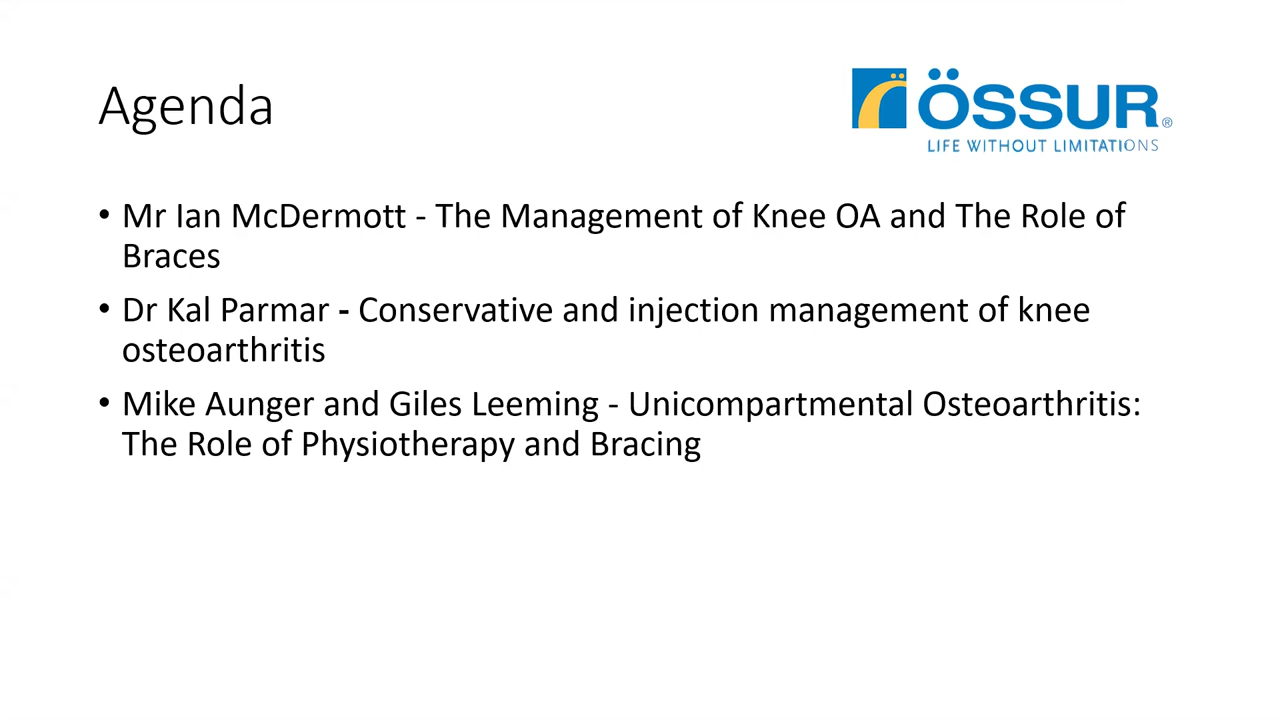 Agenda
ÖSSUR®
LIFE WITHOUT LIMITATIONS
• Mr Ian McDermott - The Management of Knee OA and The Role of
Braces
• Dr Kal Parmar - Conservative and injection management of knee
osteoarthritis
• Mike Aunger and Giles Leeming - Unicompartmental Osteoarthritis:
The Role of Physiotherapy and Bracing